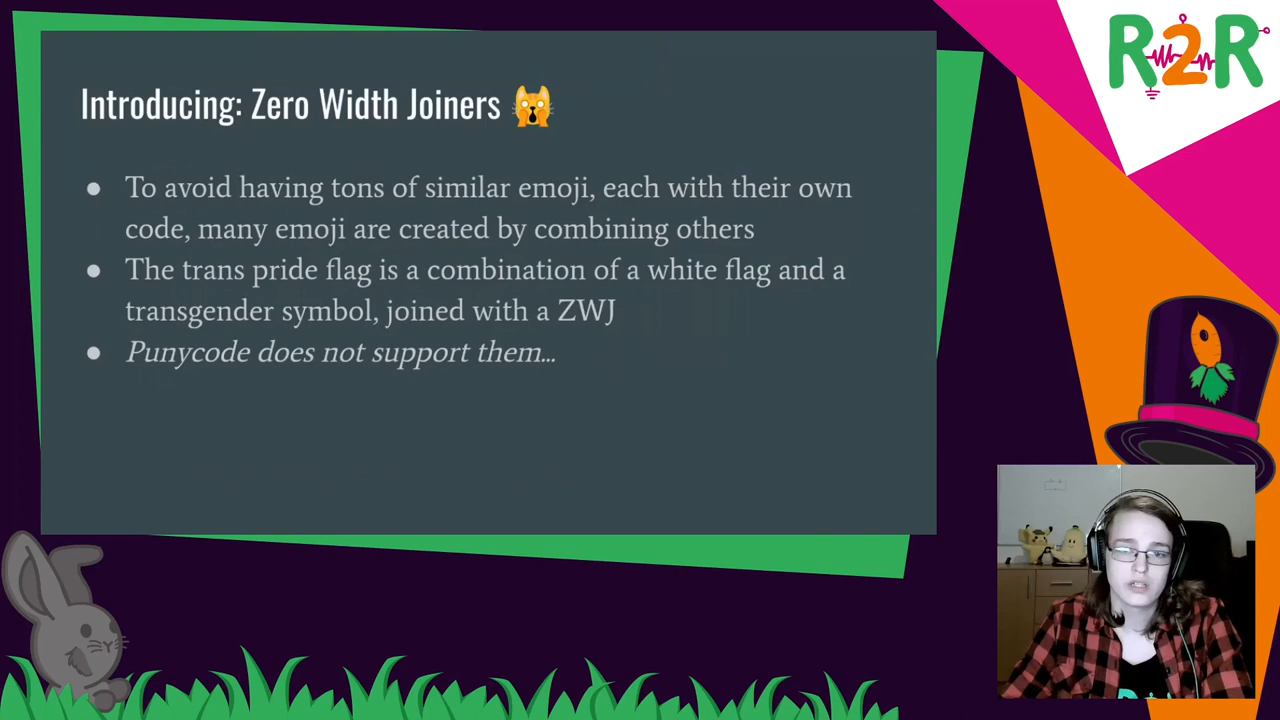 R2R
Introducing: Zero Width Joiners 🙀
● To avoid having tons of similar emoji, each with their own
code, many emoji are created by combining others
● The trans pride flag is a combination of a white flag and a
transgender symbol, joined with a ZWJ
● Punycode does not support them…